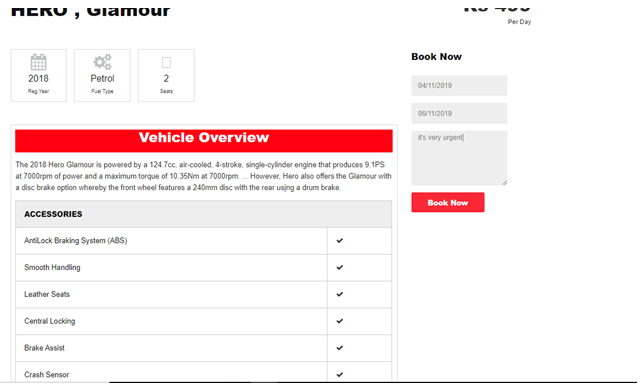 HERO , Glamour
Rs 499
Per Day
2018
Reg.Year
Petrol
Fuel Type
2
Seats
Book Now
04/11/2019
06/11/2019
it's very urgent
Book Now
Vehicle Overview
The 2018 Hero Glamour is powered by a 124.7cc, air-cooled, 4-stroke, single-cylinder engine that produces 9.1PS
at 7000rpm of power and a maximum torque of 10.35Nm at 7000rpm. ... However, Hero also offers the Glamour with
a disc brake option whereby the front wheel features a 240mm disc with the rear using a drum brake.
ACCESSORIES
AntiLock Braking System (ABS)
Smooth Handling
Leather Seats
Central Locking
Brake Assist
Crash Sensor